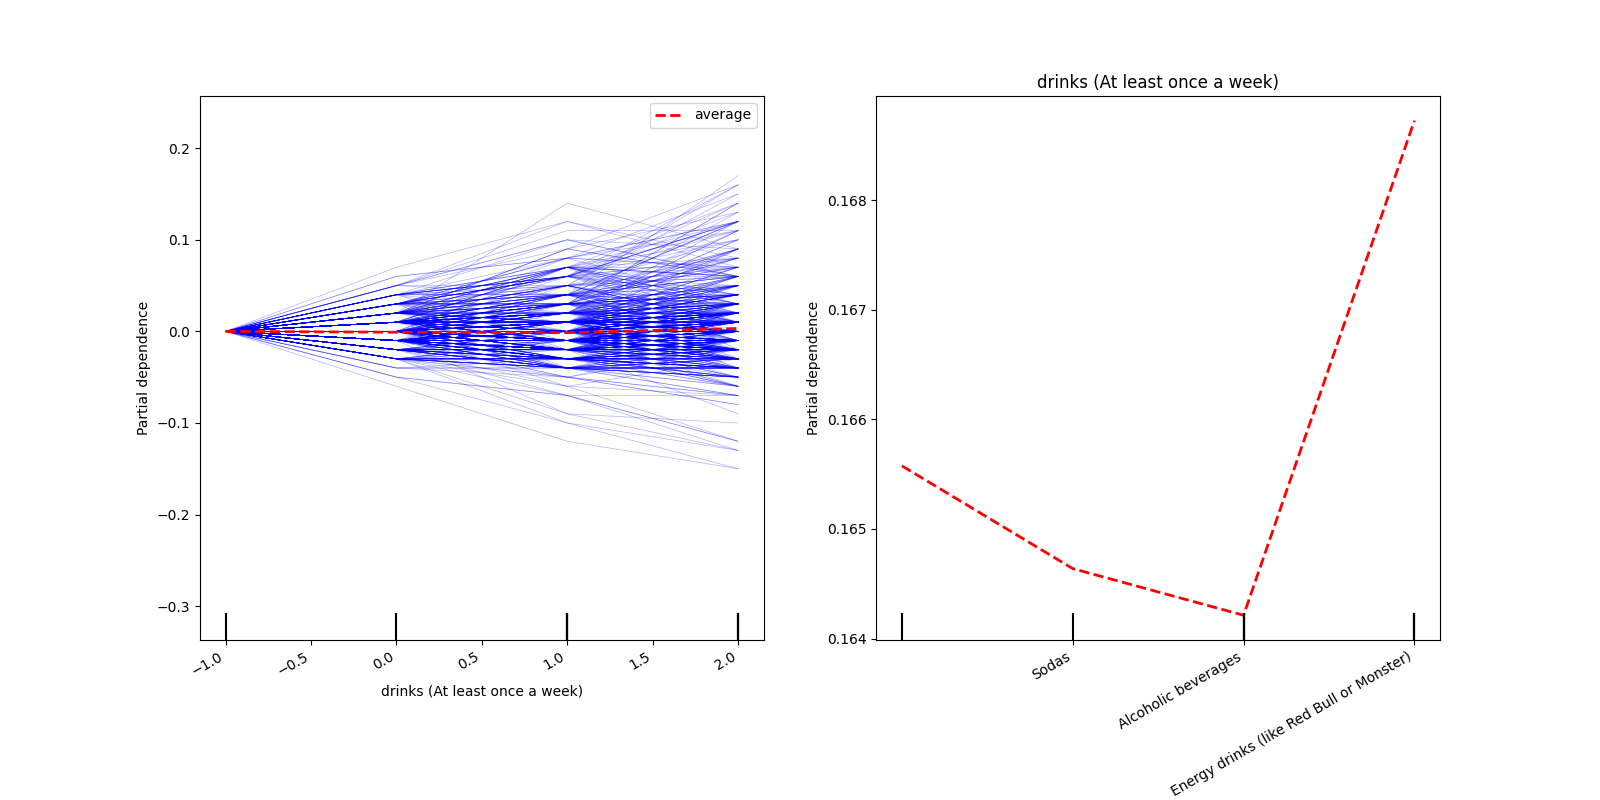 average
Partial dependence
0.2
0.1
0.0
−0.1
−0.2
−0.3
−1.0
−0.5
0.0
0.5
1.0
1.5
2.0
drinks (At least once a week)
drinks (At least once a week)
Partial dependence
0.168
0.167
0.166
0.165
0.164
Sodas
Alcoholic beverages
Energy drinks (like Red Bull or Monster)